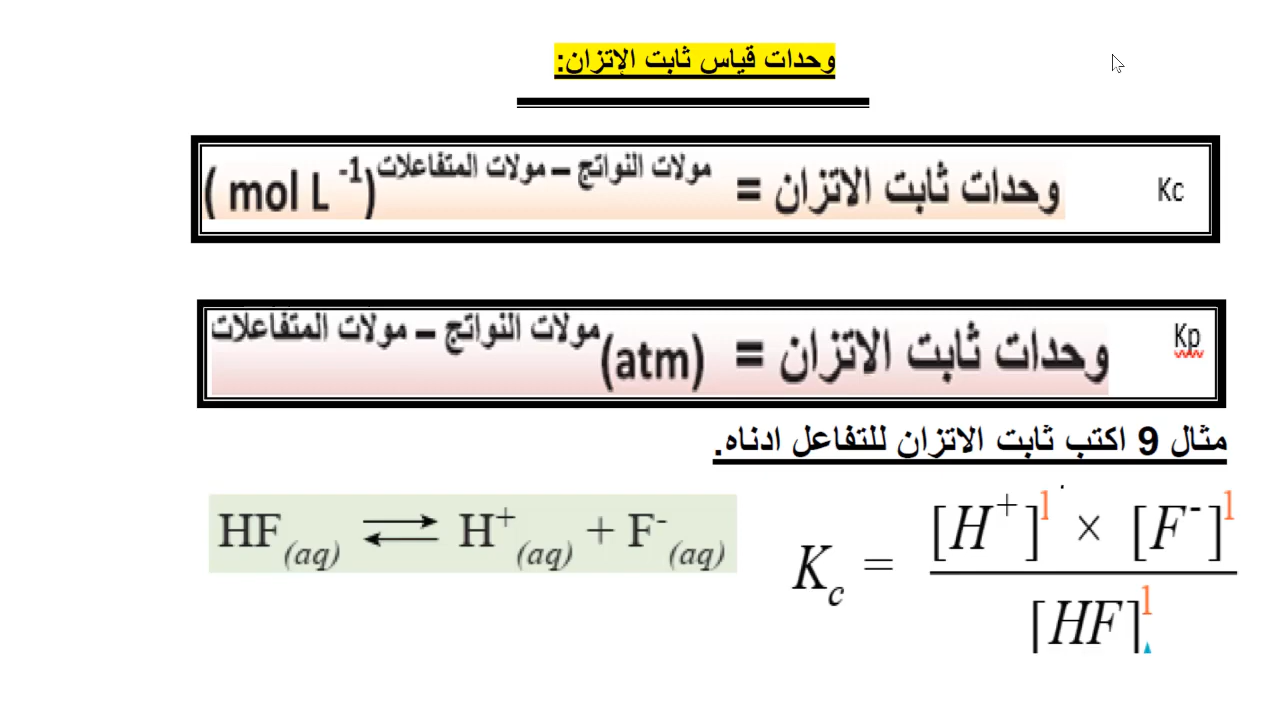 وحدات قياس ثابت الإتزان:
Kc وحدات ثابت الاتزان = ( mol L⁻¹)^مولات النواتج – مولات المتفاعلات
Kp وحدات ثابت الاتزان = (atm)^مولات النواتج – مولات المتفاعلات
مثال 9 اكتب ثابت الاتزان للتفاعل ادناه.
HF(aq) ⇌ H⁺(aq) + F⁻(aq)
Kc = [H⁺]¹ × [F⁻]¹
[HF]¹